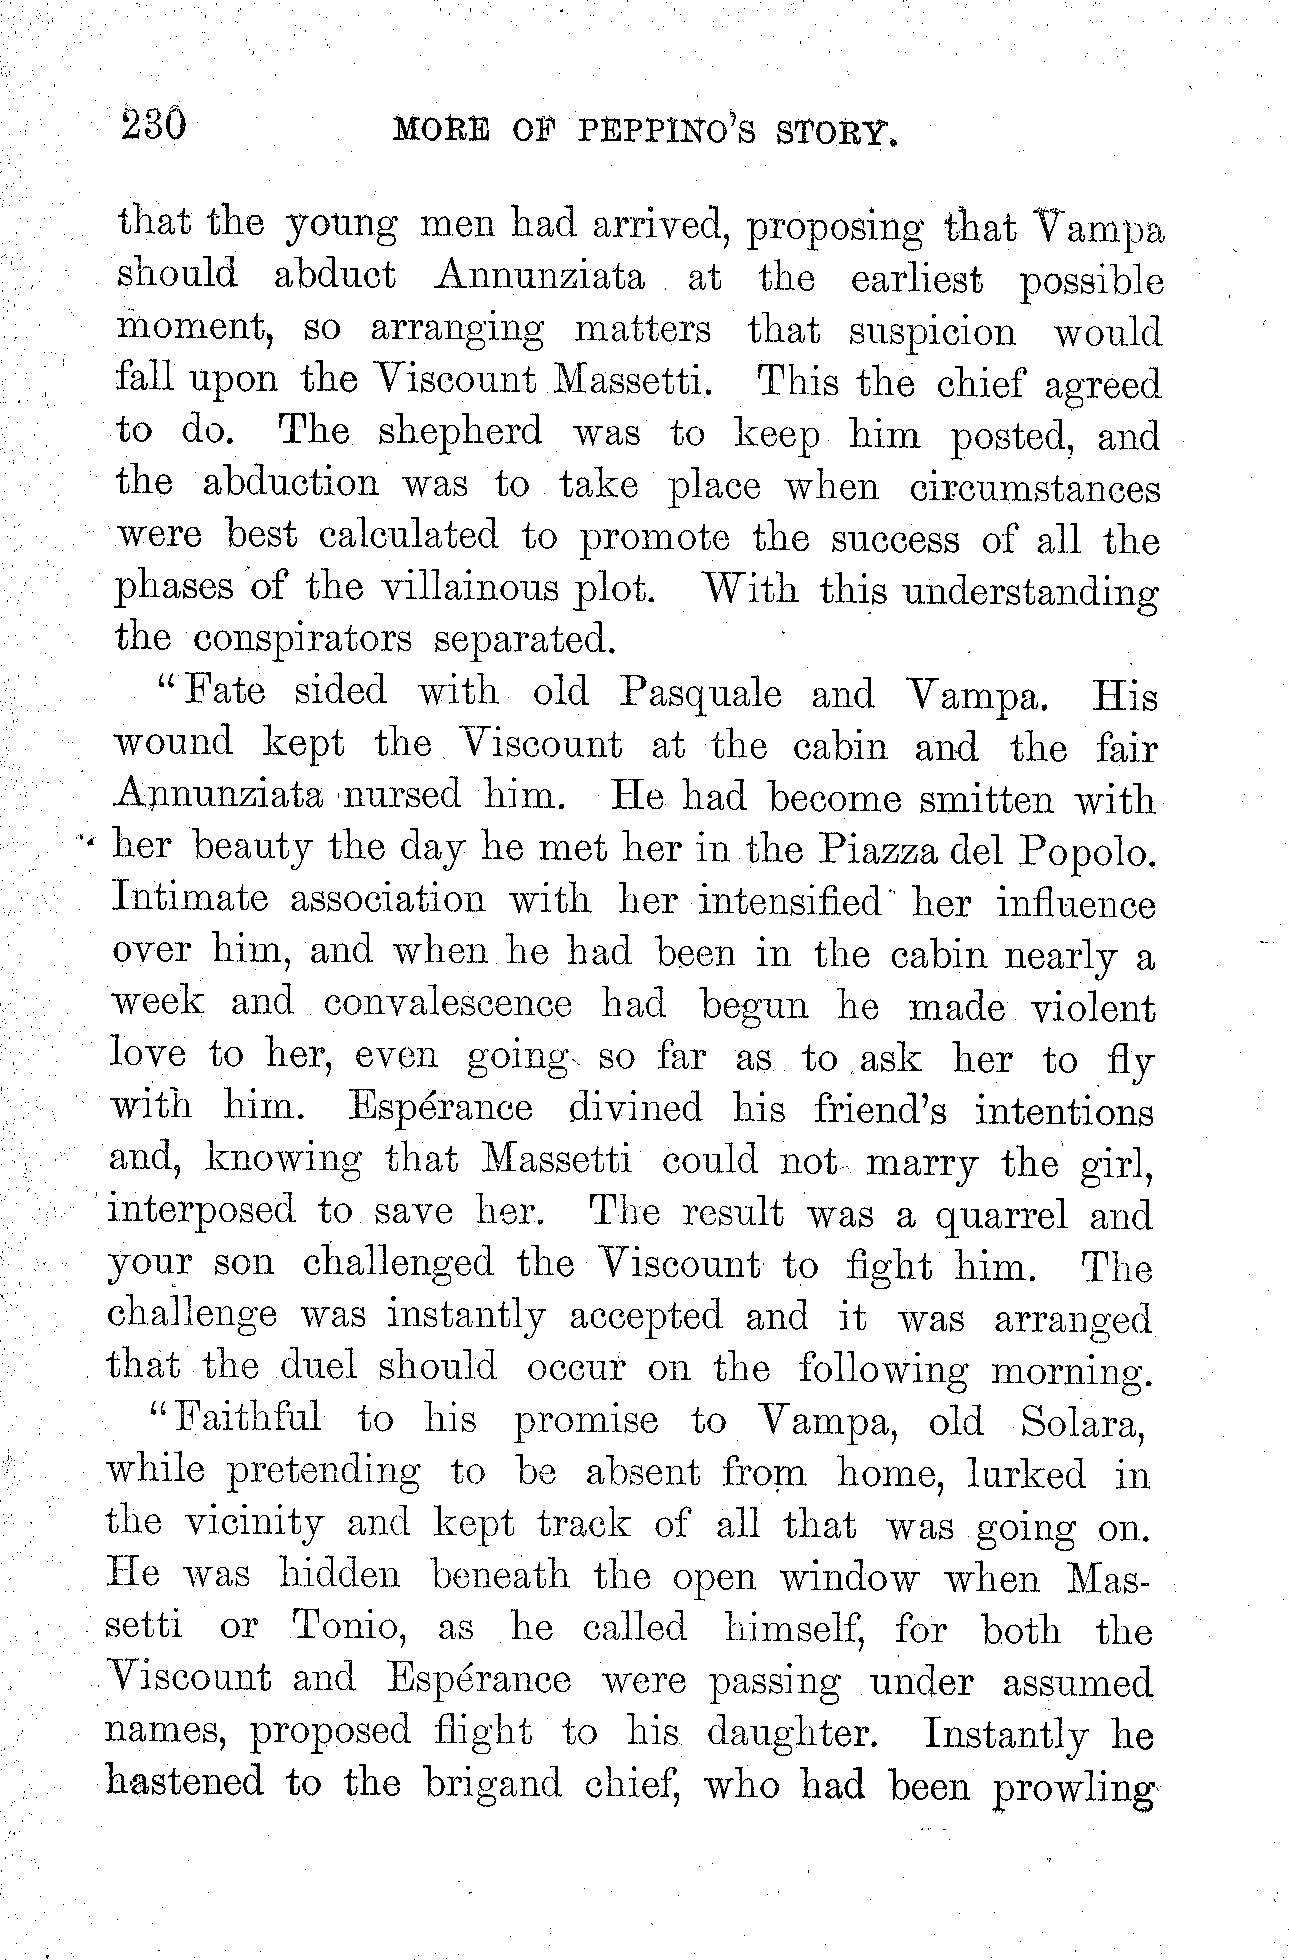 230 MORE OF PEPPINO'S STORY.
that the young men had arrived, proposing that Vampa
should abduct Annunziata at the earliest possible
moment, so arranging matters that suspicion would
fall upon the Viscount Massetti. This the chief agreed
to do. The shepherd was to keep him posted, and
the abduction was to take place when circumstances
were best calculated to promote the success of all the
phases of the villainous plot. With this understanding
the conspirators separated.
"Fate sided with old Pasquale and Vampa. His
wound kept the Viscount at the cabin and the fair
Annunziata nursed him. He had become smitten with
her beauty the day he met her in the Piazza del Popolo.
Intimate association with her intensified her influence
over him, and when he had been in the cabin nearly a
week and convalescence had begun he made violent
love to her, even going so far as to ask her to fly
with him. Espérance divined his friend's intentions
and, knowing that Massetti could not marry the girl,
interposed to save her. The result was a quarrel and
your son challenged the Viscount to fight him. The
challenge was instantly accepted and it was arranged
that the duel should occur on the following morning.
"Faithful to his promise to Vampa, old Solara,
while pretending to be absent from home, lurked in
the vicinity and kept track of all that was going on.
He was hidden beneath the open window when Mas-
setti or Tonio, as he called himself, for both the
Viscount and Espérance were passing under assumed
names, proposed flight to his daughter. Instantly he
hastened to the brigand chief, who had been prowling